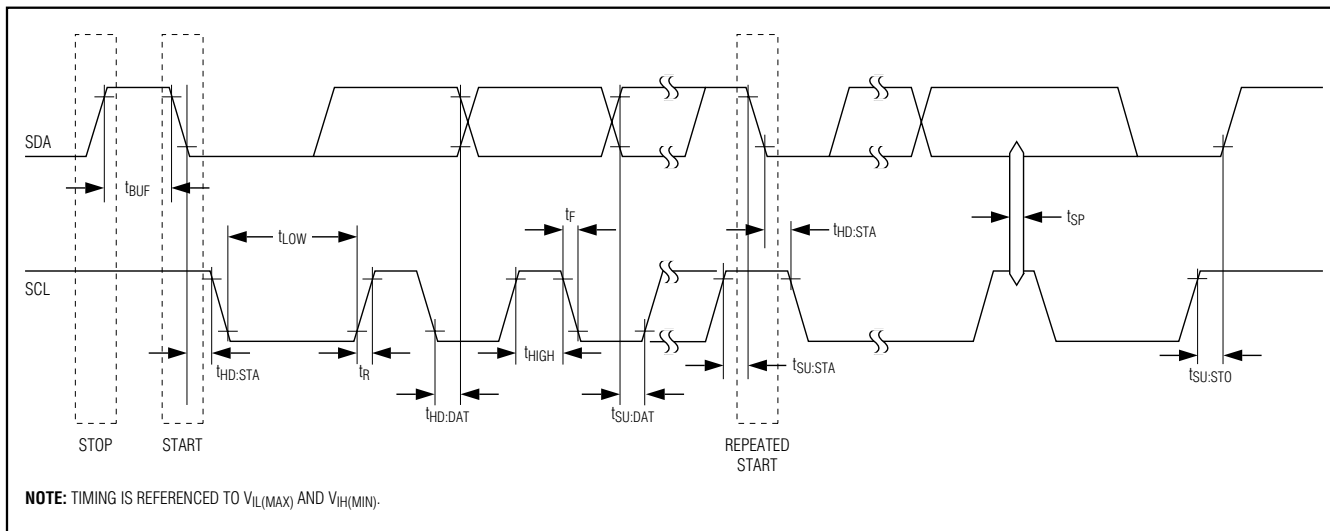 SDA
tBUF
tF
tLOW
tHD:STA
tSP
SCL
tHD:STA
tR
tHIGH
tSU:STA
tSU:STO
tHD:DAT
tSU:DAT
STOP
START
REPEATED
START
NOTE: TIMING IS REFERENCED TO VIL(MAX) AND VIH(MIN).